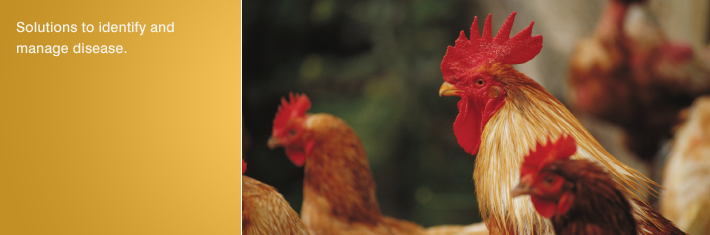 Solutions to identify and
manage disease.